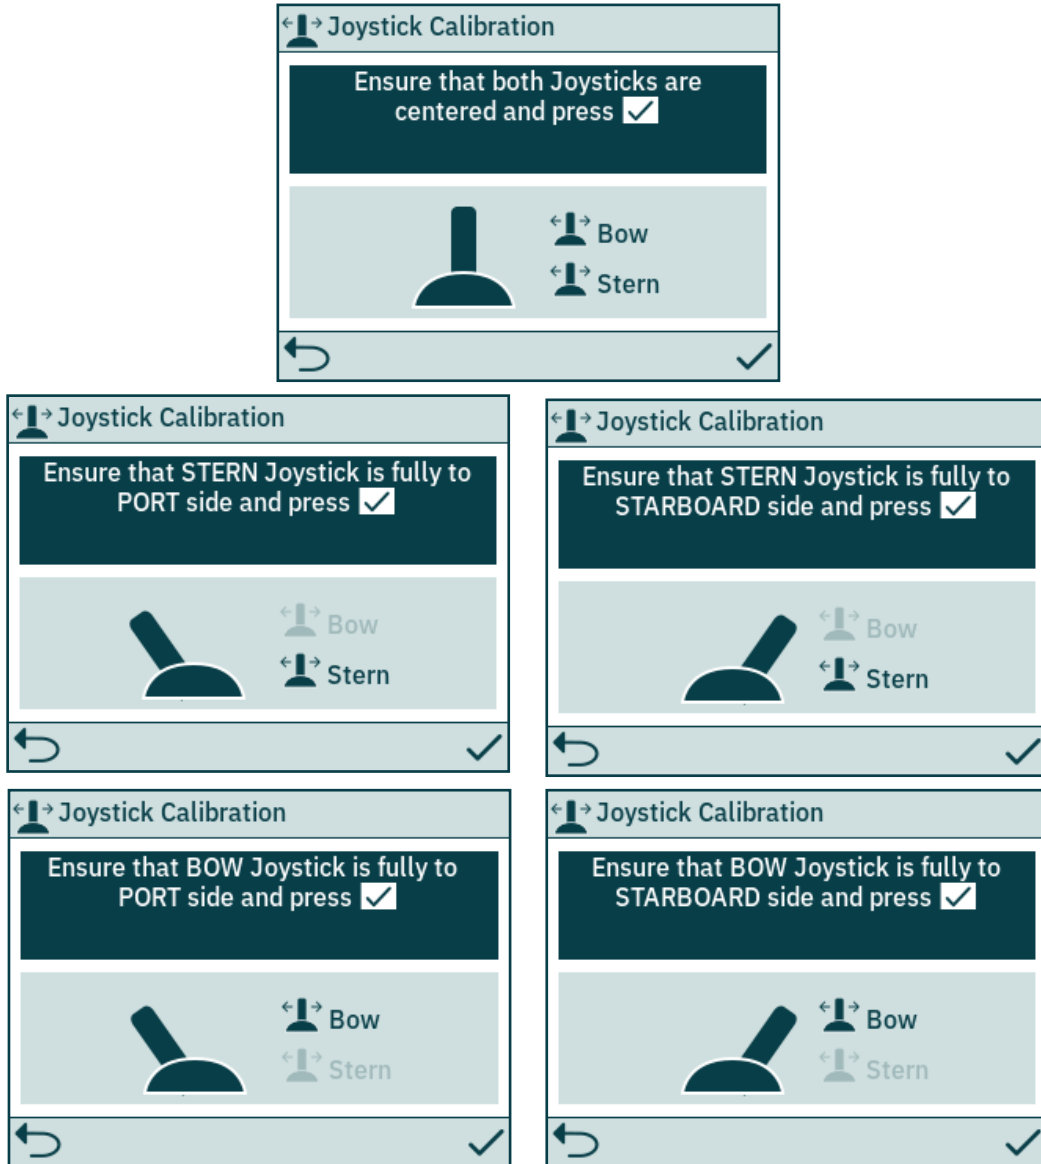 Joystick Calibration
Ensure that both Joysticks are
centered and press
Bow
Stern
Joystick Calibration
Ensure that STERN Joystick is fully to
PORT side and press
Bow
Stern
Joystick Calibration
Ensure that STERN Joystick is fully to
STARBOARD side and press
Bow
Stern
Joystick Calibration
Ensure that BOW Joystick is fully to
PORT side and press
Bow
Stern
Joystick Calibration
Ensure that BOW Joystick is fully to
STARBOARD side and press
Bow
Stern